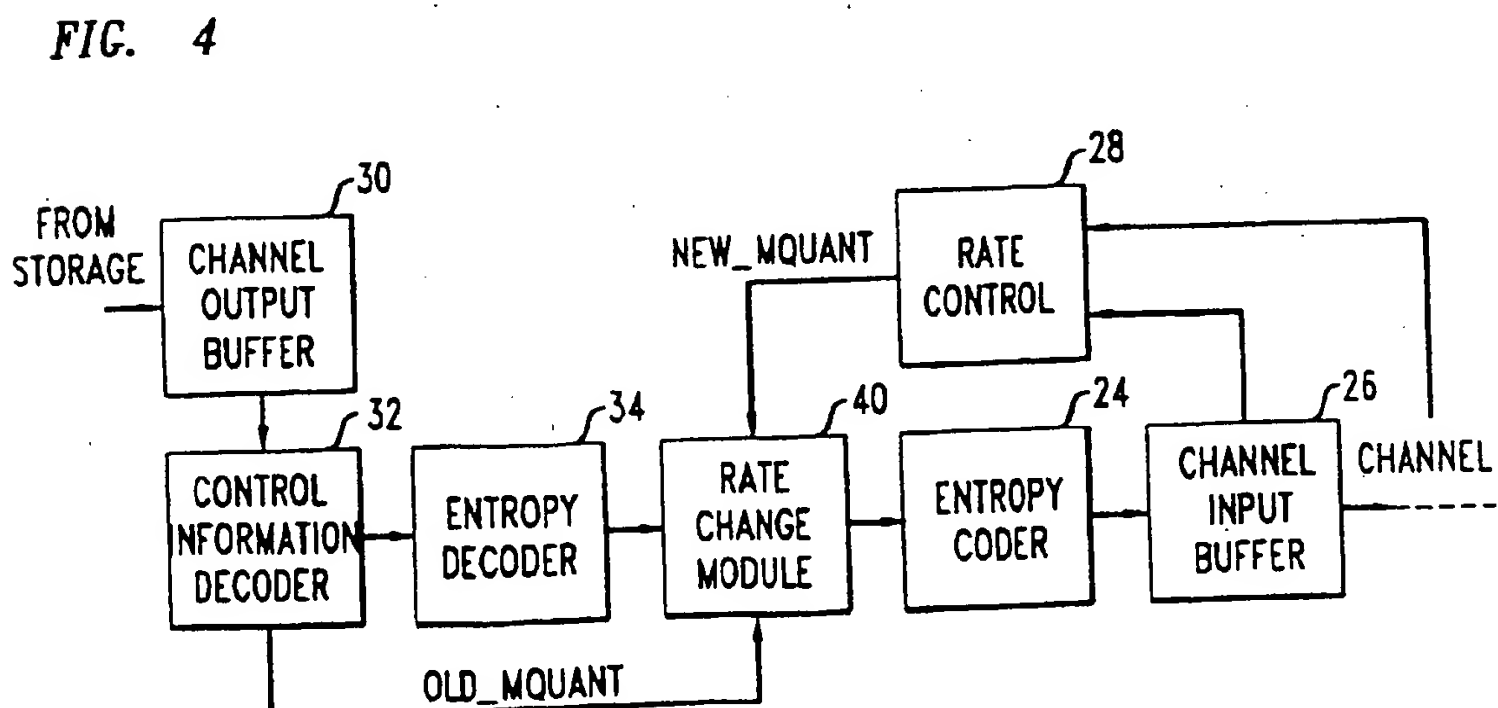 FIG. 4
30
FROM
STORAGE
CHANNEL
OUTPUT
BUFFER
28
NEW_MQUANT
RATE
CONTROL
32
CONTROL
INFORMATION
DECODER
34
ENTROPY
DECODER
40
RATE
CHANGE
MODULE
24
ENTROPY
CODER
26
CHANNEL
INPUT
BUFFER
CHANNEL
OLD_MQUANT